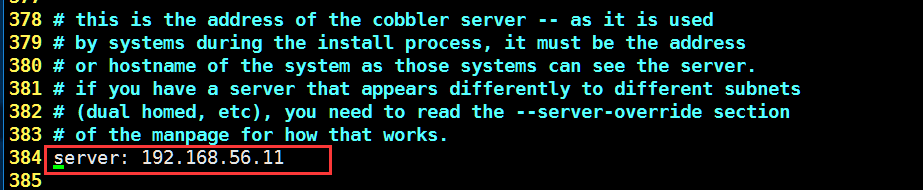 378 # this is the address of the cobbler server -- as it is used
379 # by systems during the install process, it must be the address
380 # or hostname of the system as those systems can see the server.
381 # if you have a server that appears differently to different subnets
382 # (dual homed, etc), you need to read the --server-override section
383 # of the manpage for how that works.
384 server: 192.168.56.11
385